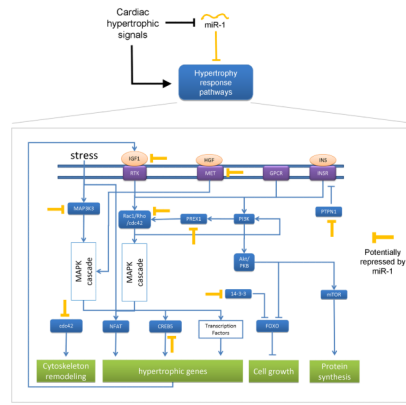 Cardiac
hypertrophic
signals
miR-1
Hypertrophy
response
pathways
stress
IGF1
HGF
INS
RTK
MET
GPCR
INSR
MAP3K3
Rac1/Rho
/cdc42
PREX1
PI3K
PTPN1
Potentially
repressed by
miR-1
MAPK
cascade
MAPK
cascade
Akt/
PKB
14-3-3
mTOR
cdc42
NFAT
CREB5
Transcription
Factors
FOXO
Cytoskeleton
remodeling
hypertrophic genes
Cell growth
Protein
synthesis